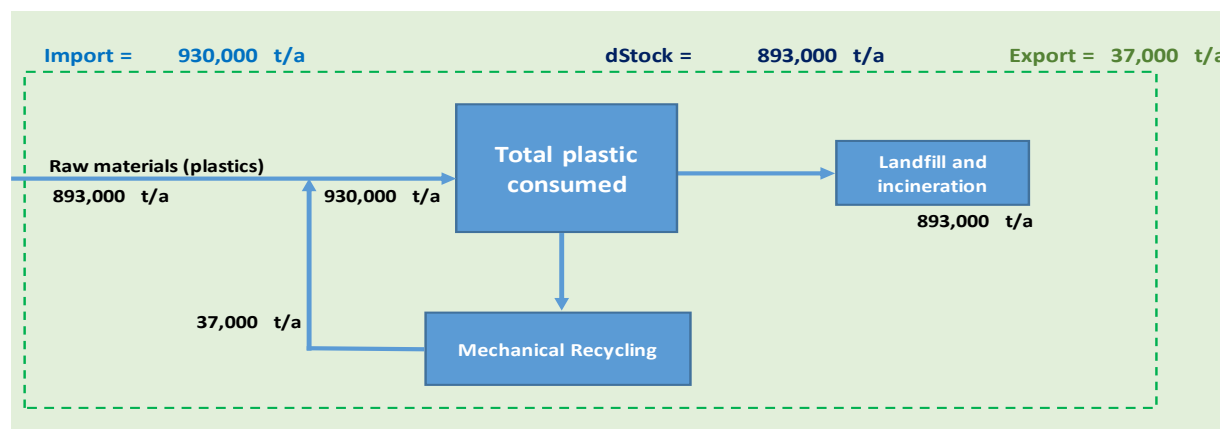 Import = 930,000 t/a dStock = 893,000 t/a Export = 37,000 t/a
Raw materials (plastics)
893,000 t/a
930,000 t/a
Total plastic
consumed
Landfill and
incineration
893,000 t/a
37,000 t/a
Mechanical Recycling